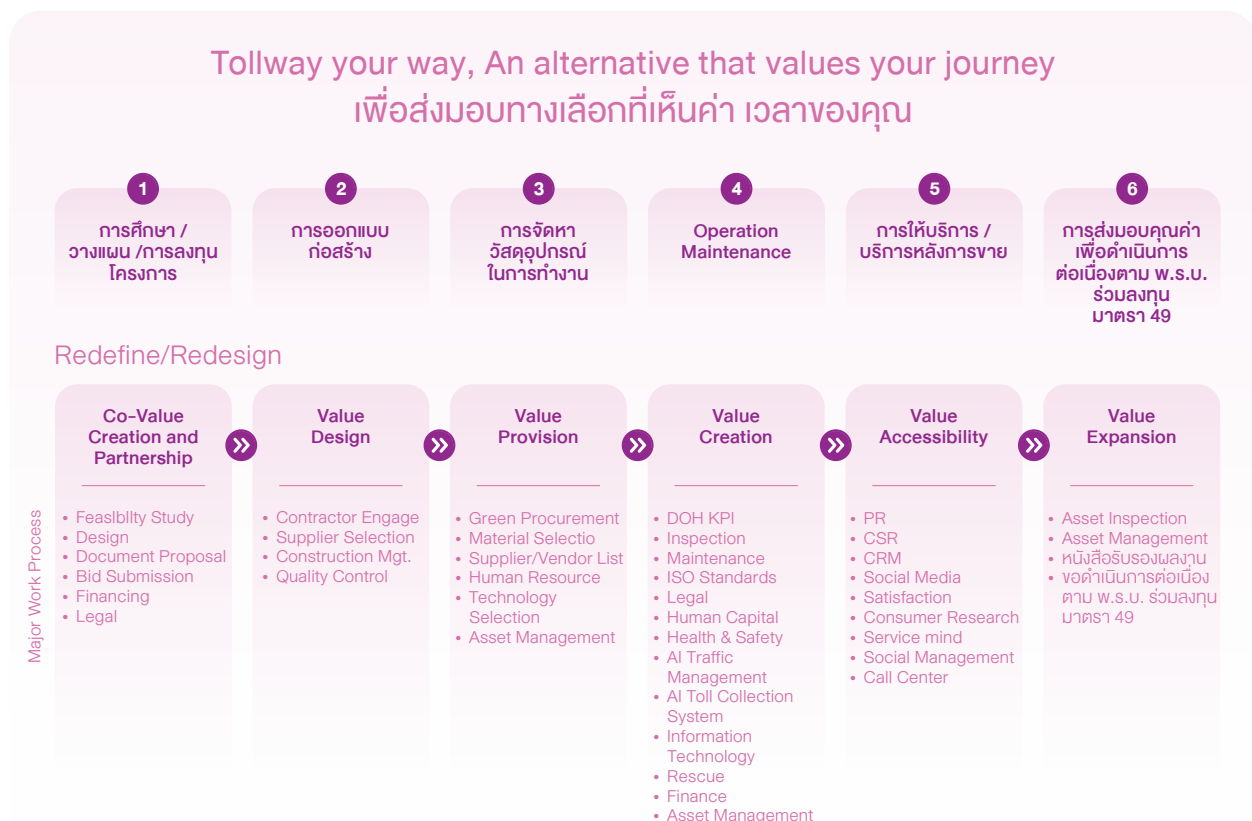 Tollway your way, An alternative that values your journey
เพื่อส่งมอบทางเลือกที่เห็นค่า เวลาของคุณ
1
การศึกษา /
วางแผน /การลงทุน
โครงการ
2
การออกแบบ
ก่อสร้าง
3
การจัดหา
วัสดุอุปกรณ์
ในการทำงาน
4
Operation
Maintenance
5
การให้บริการ /
บริการหลังการขาย
6
การส่งมอบคุณค่า
เพื่อดำเนินการ
ต่อเนื่องตาม พ.ร.บ.
ร่วมลงทุน
มาตรา 49
Redefine/Redesign
Major Work Process
Co-Value
Creation and
Partnership
• FeasIbIlty Study
• Design
• Document Proposal
• Bid Submission
• Financing
• Legal
Value
Design
• Contractor Engage
• Supplier Selection
• Construction Mgt.
• Quality Control
Value
Provision
• Green Procurement
• Material Selectio
• Supplier/Vendor List
• Human Resource
• Technology
Selection
• Asset Management
Value
Creation
• DOH KPI
• Inspection
• Maintenance
• ISO Standards
• Legal
• Human Capital
• Health & Safety
• AI Traffic
Management
• AI Toll Collection
System
• Information
Technology
• Rescue
• Finance
• Asset Management
Value
Accessibility
• PR
• CSR
• CRM
• Social Media
• Satisfaction
• Consumer Research
• Service mind
• Social Management
• Call Center
Value
Expansion
• Asset Inspection
• Asset Management
• หนังสือรับรองผลงาน
• ขอดำเนินการต่อเนื่อง
ตาม พ.ร.บ. ร่วมลงทุน
มาตรา 49